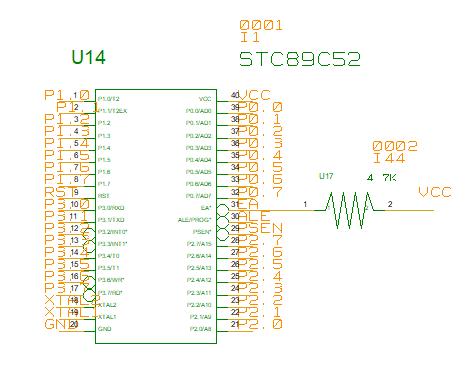 0001
I1
U14
STC89C52
P1.0 1 P1.0/T2 VCC 40 VCC
P1.1 2 P1.1/T2EX P0.0/AD0 39 P0.0
P1.2 3 P1.2 P0.1/AD1 38 P0.1
P1.3 4 P1.3 P0.2/AD2 37 P0.2
P1.4 5 P1.4 P0.3/AD3 36 P0.3
P1.5 6 P1.5 P0.4/AD4 35 P0.4
P1.6 7 P1.6 P0.5/AD5 34 P0.5
P1.7 8 P1.7 P0.6/AD6 33 P0.6
RST 9 RST P0.7/AD7 32 P0.7
P3.0 10 P3.0/RXD EA* 31 EA
P3.1 11 P3.1/TXD ALE/PROG* 30 ALE
P3.2 12 P3.2/INT0* PSEN* 29 PSEN
P3.3 13 P3.3/INT1* P2.7/A15 28 P2.7
P3.4 14 P3.4/T0 P2.6/A14 27 P2.6
P3.5 15 P3.5/T1 P2.5/A13 26 P2.5
P3.6 16 P3.6/WR* P2.4/A12 25 P2.4
P3.7 17 P3.7/RD* P2.3/A11 24 P2.3
18 XTAL2 P2.2/A10 23 P2.2
19 XTAL1 P2.1/A9 22 P2.1
GND 20 GND P2.0/A8 21 P2.0
0002
I44
U17 4.7K
1 2 VCC